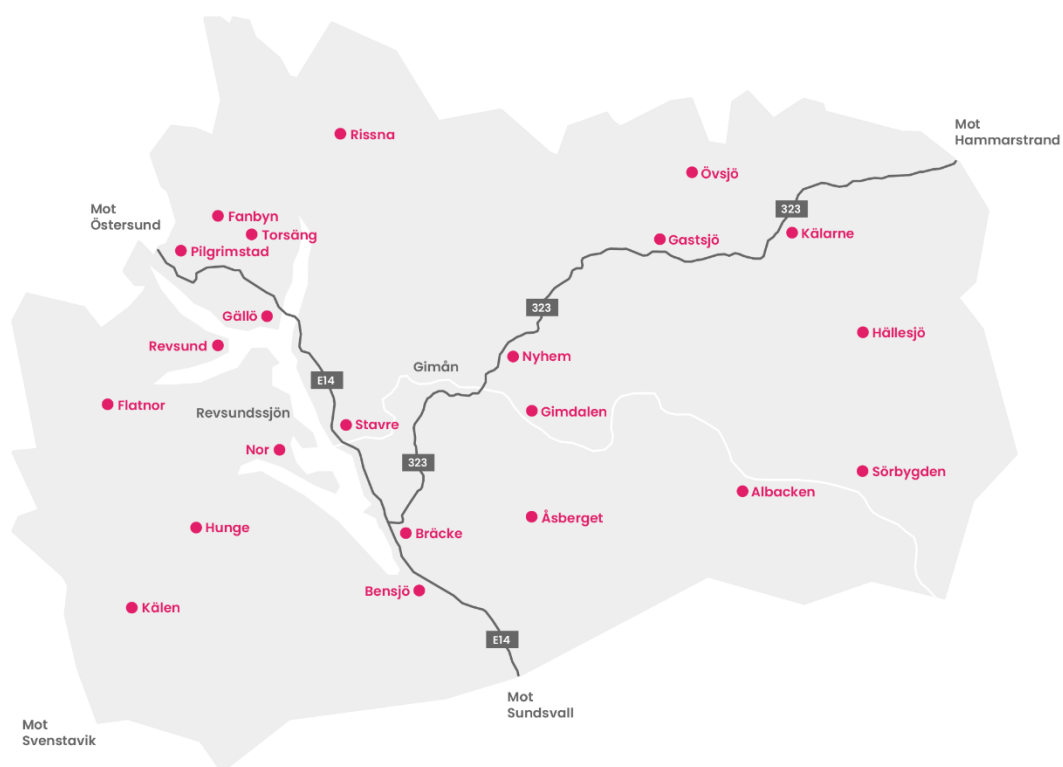 Rissna
Mot
Hammarstrand
Övsjö
Mot
Östersund
Fanbyn
323
Torsäng
Kälarne
Gastsjö
Pilgrimstad
323
Gällö
Hällesjö
Revsund
Nyhem
Gimån
E14
Flatnor
Revsundssjön
Gimdalen
Stavre
Nor
323
Sörbygden
Albacken
Åsberget
Hunge
Bräcke
Bensjö
Kälen
E14
Mot
Sundsvall
Mot
Svenstavik